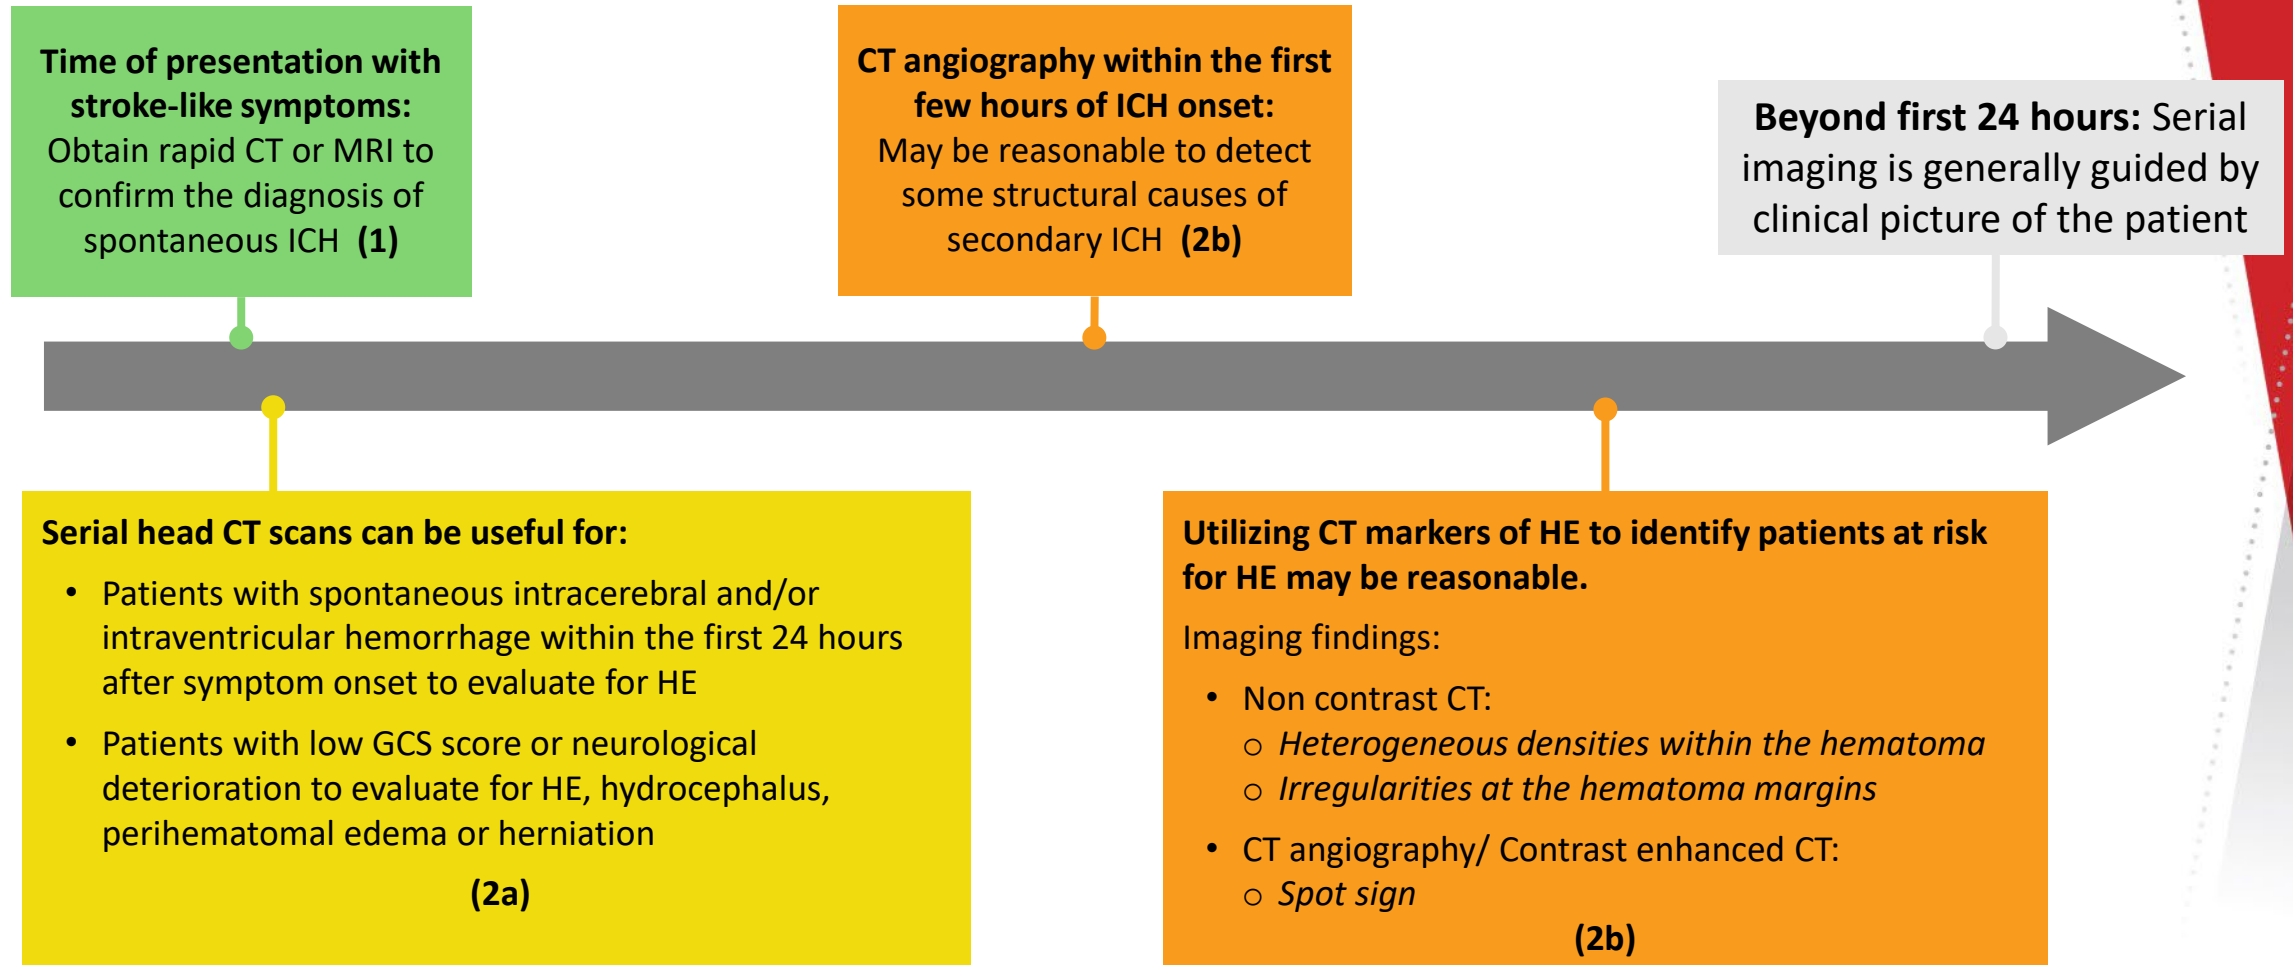 Time of presentation with
stroke-like symptoms:
Obtain rapid CT or MRI to
confirm the diagnosis of
spontaneous ICH (1)
CT angiography within the first
few hours of ICH onset:
May be reasonable to detect
some structural causes of
secondary ICH (2b)
Beyond first 24 hours: Serial
imaging is generally guided by
clinical picture of the patient
Serial head CT scans can be useful for:
• Patients with spontaneous intracerebral and/or
intraventricular hemorrhage within the first 24 hours
after symptom onset to evaluate for HE
• Patients with low GCS score or neurological
deterioration to evaluate for HE, hydrocephalus,
perihematomal edema or herniation
(2a)
Utilizing CT markers of HE to identify patients at risk
for HE may be reasonable.
Imaging findings:
• Non contrast CT:
o Heterogeneous densities within the hematoma
o Irregularities at the hematoma margins
• CT angiography/ Contrast enhanced CT:
o Spot sign
(2b)